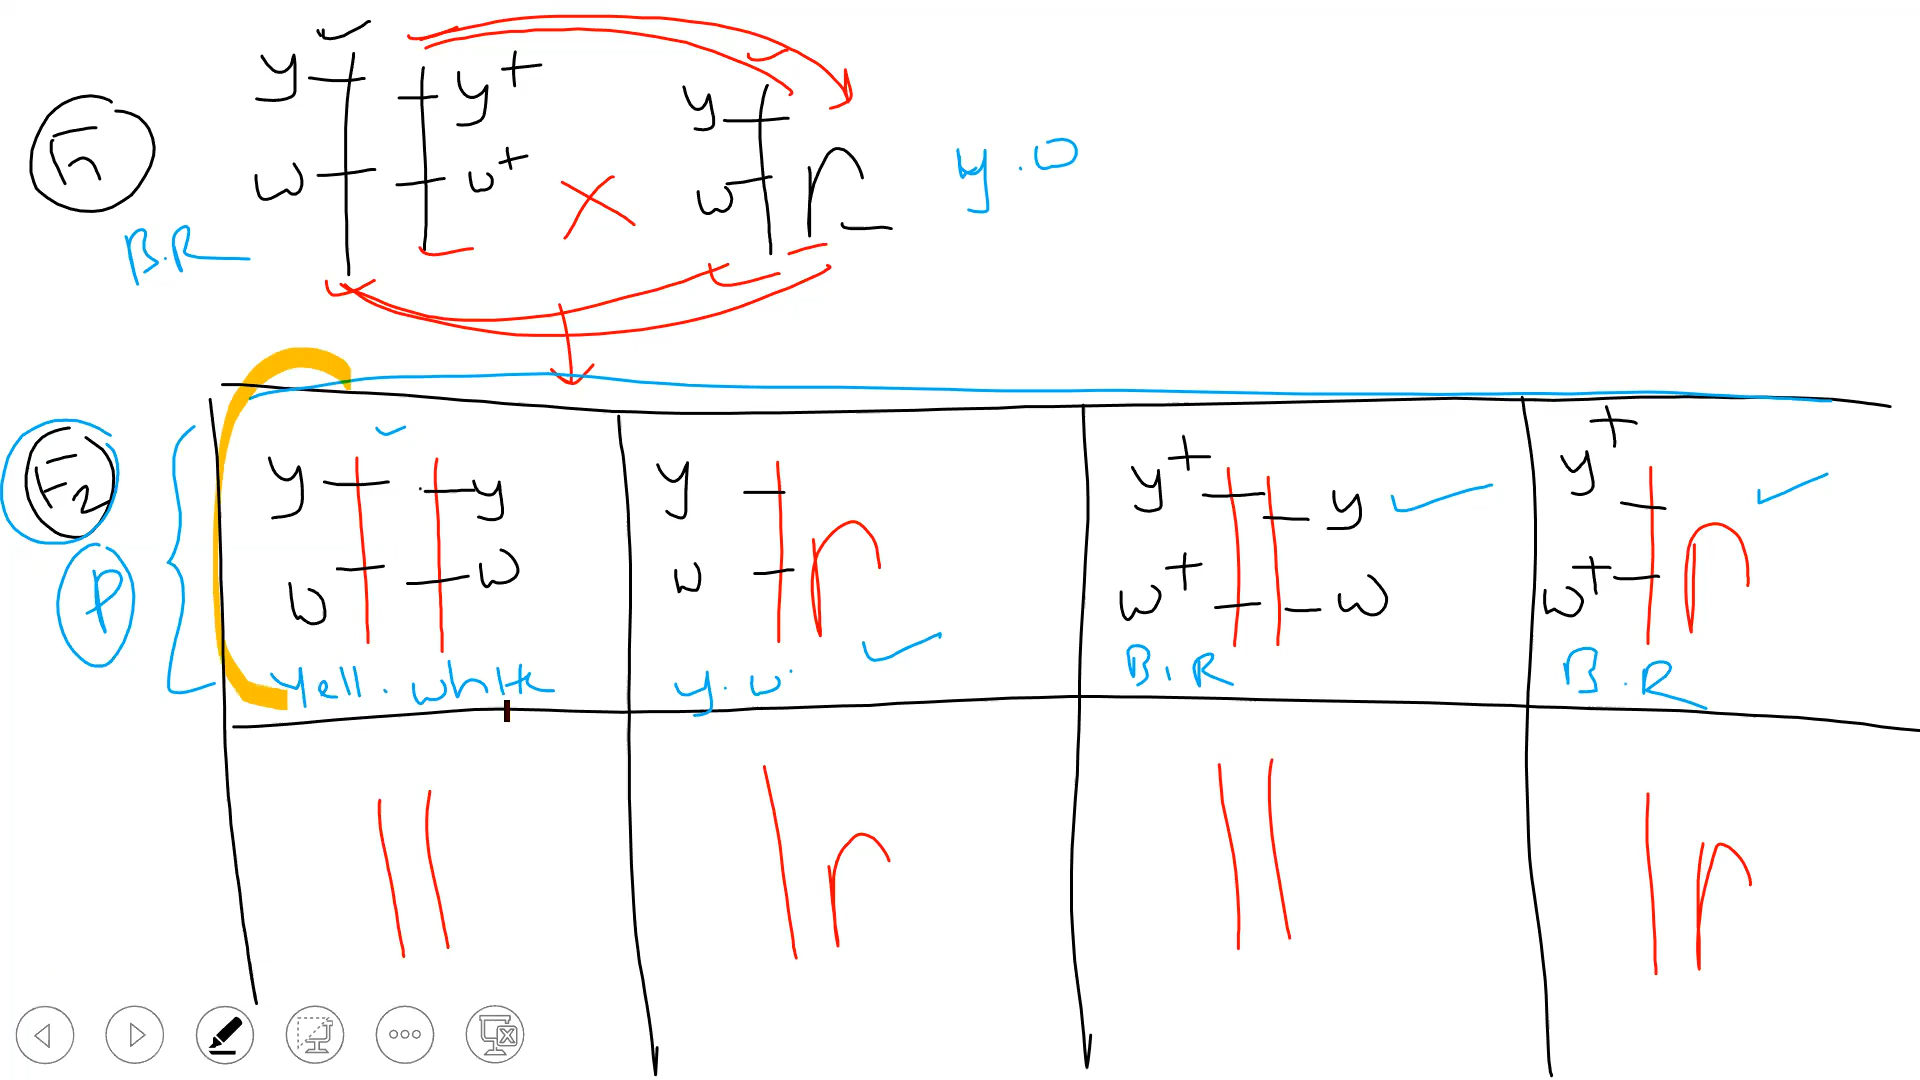 y y+ y
F1 w w+ X w y.w
B.R
F2 y y y y+ y y+
P w w w w+ w w+
Yell. white y.w. B.R B.R